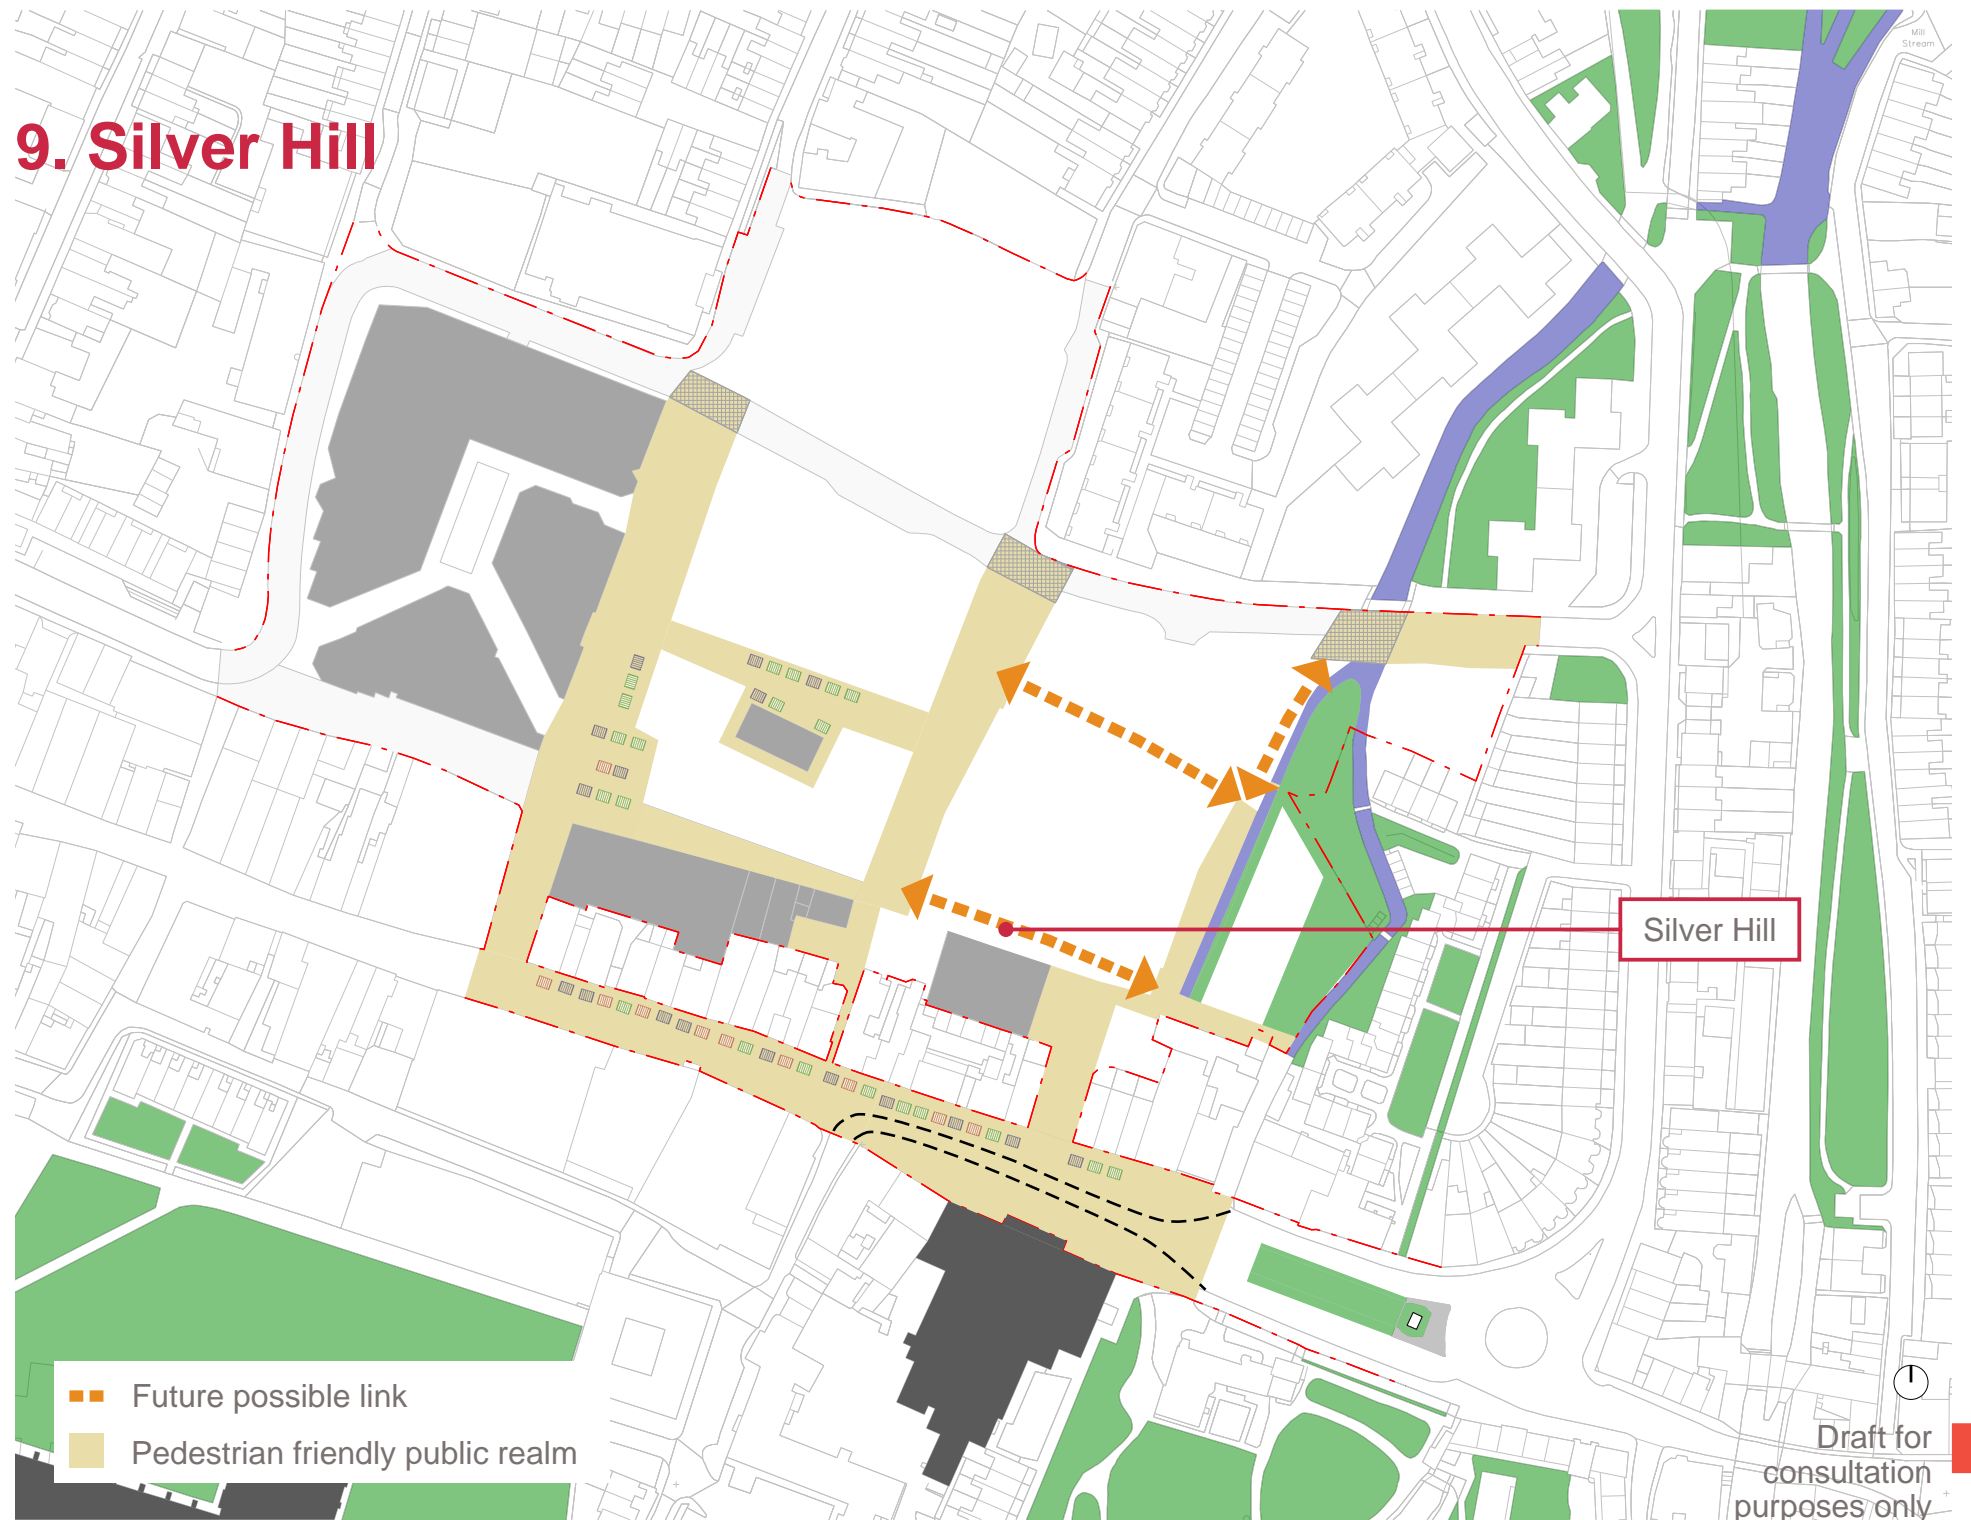 Mill
Stream
9. Silver Hill
Silver Hill
Future possible link
Pedestrian friendly public realm
Draft for
consultation
purposes only